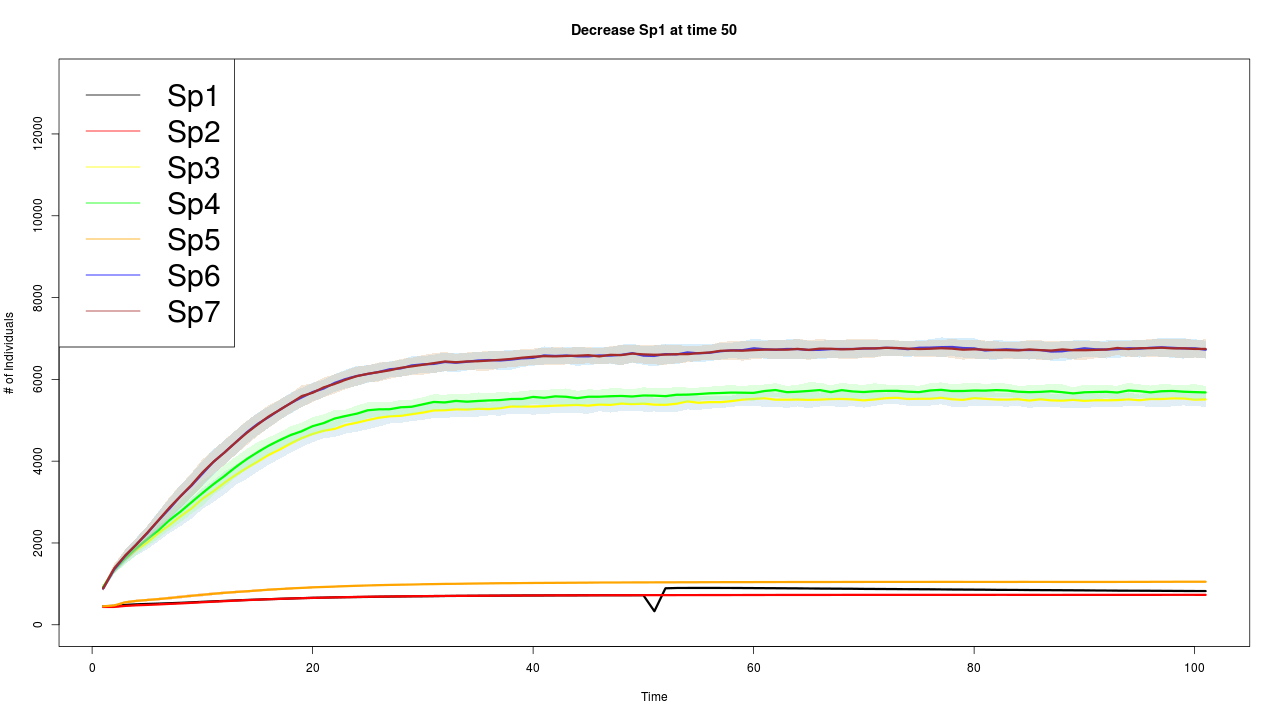 Decrease Sp1 at time 50
Sp1
Sp2
Sp3
Sp4
Sp5
Sp6
Sp7
# of Individuals
12000
10000
8000
6000
4000
2000
0
0 20 40 60 80 100
Time